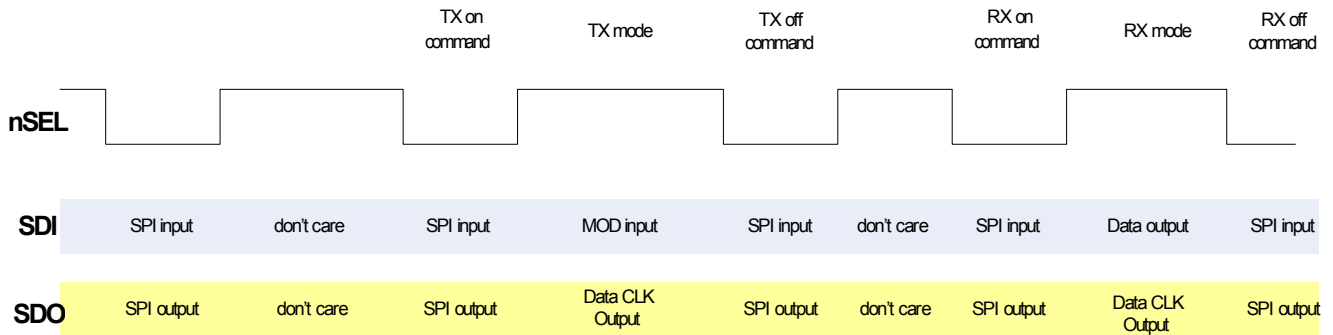 TX on command TX mode TX off command RX on command RX mode RX off command
nSEL
SDI SPI input don't care SPI input MOD input SPI input don't care SPI input Data output SPI input
SDO SPI output don't care SPI output Data CLK Output SPI output don't care SPI output Data CLK Output SPI output